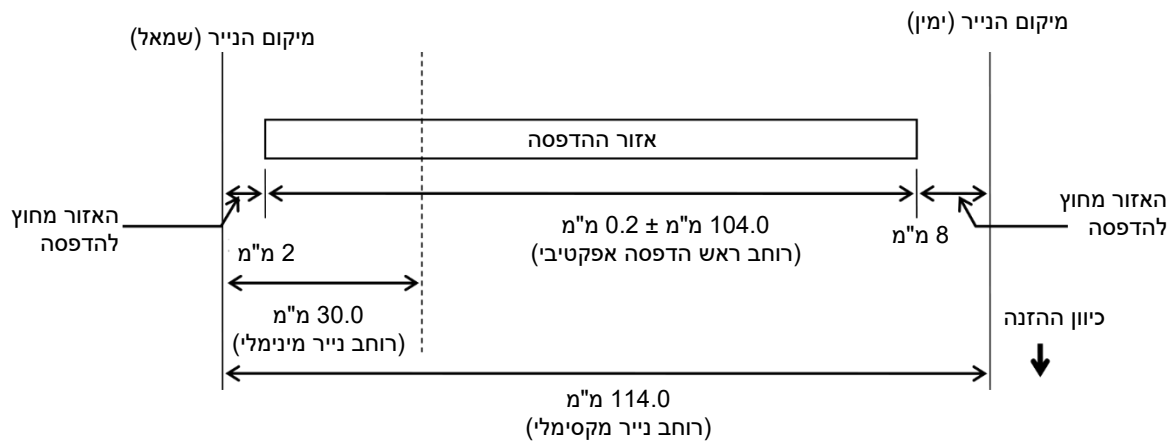 מיקום הנייר (ימין)
מיקום הנייר (שמאל)
אזור ההדפסה
האזור מחוץ
להדפסה
8 מ"מ
104.0 מ"מ ± 0.2 מ"מ
(רוחב ראש הדפסה אפקטיבי)
2 מ"מ
האזור מחוץ
להדפסה
30.0 מ"מ
(רוחב נייר מינימלי)
כיוון ההזנה
114.0 מ"מ
(רוחב נייר מקסימלי)